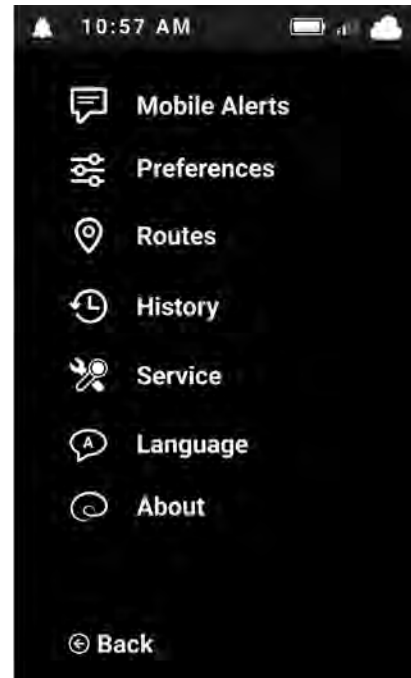 10:57 AM
Mobile Alerts
Preferences
Routes
History
Service
A Language
About
Back